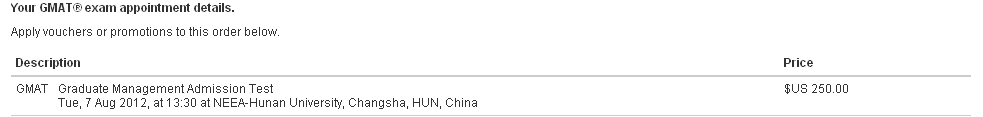 Your GMAT® exam appointment details.
Apply vouchers or promotions to this order below.
Description Price
GMAT Graduate Management Admission Test $US 250.00
Tue, 7 Aug 2012, at 13:30 at NEEA-Hunan University, Changsha, HUN, China